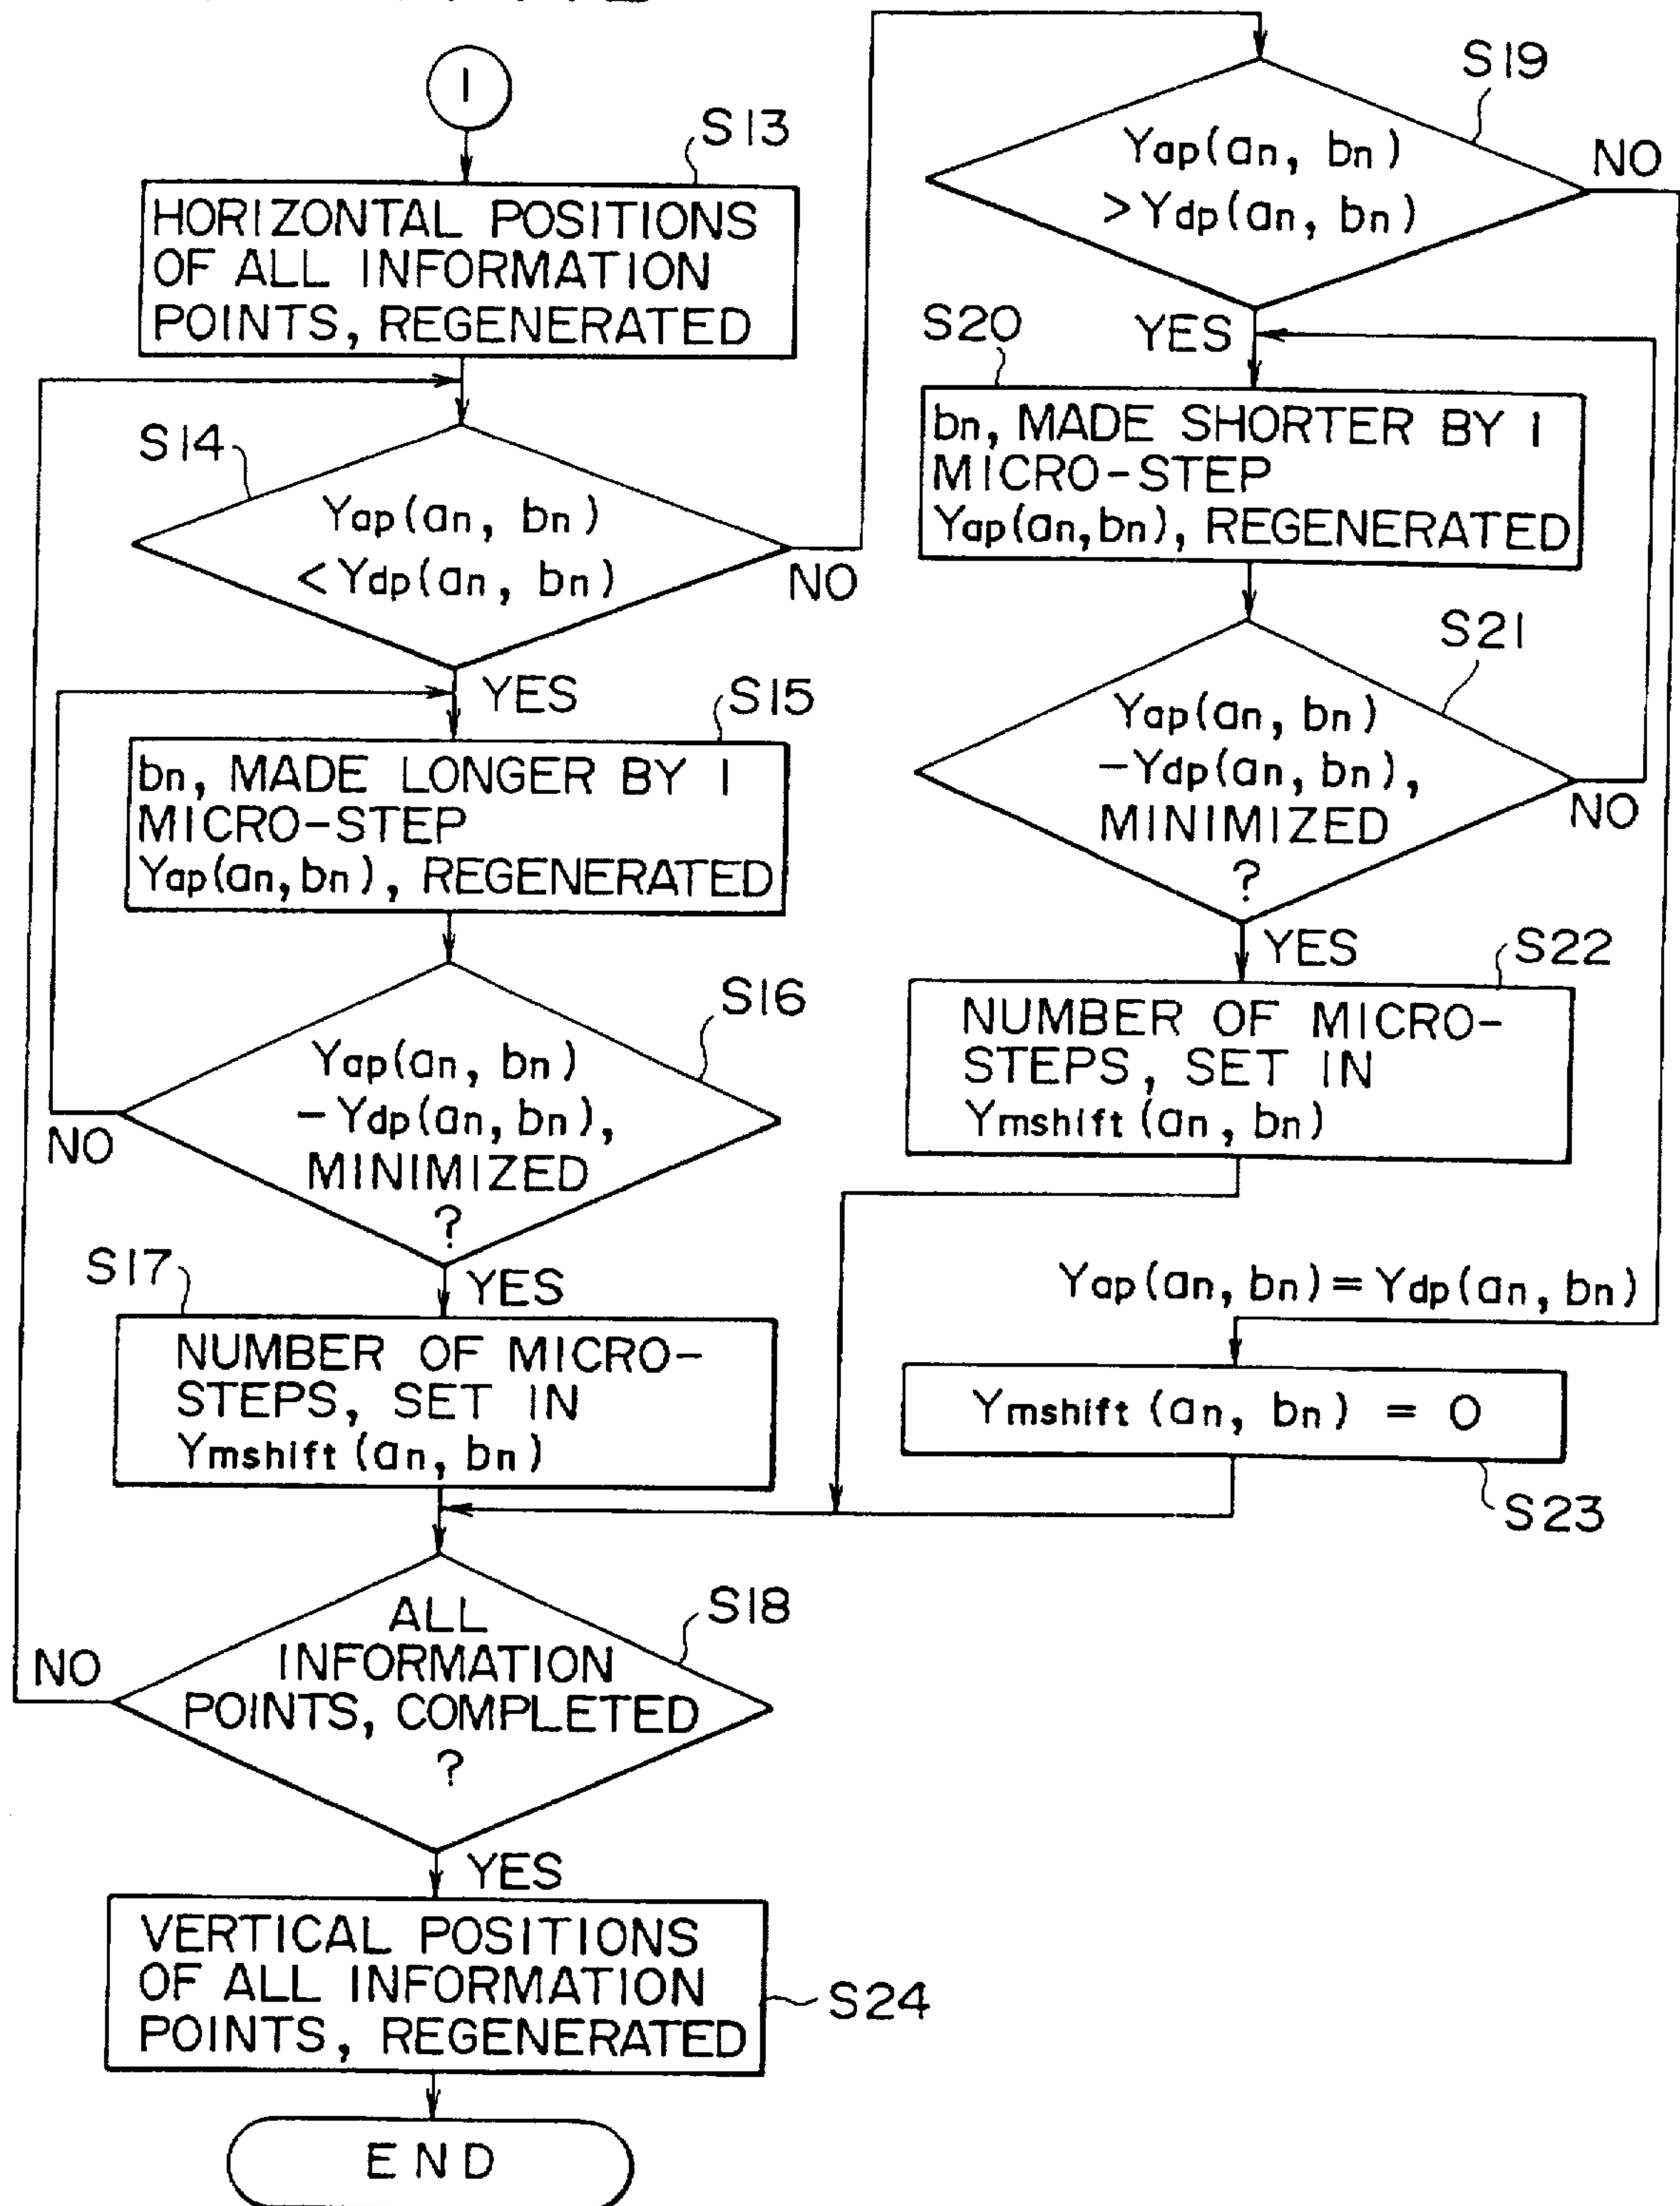 1
S13
HORIZONTAL POSITIONS
OF ALL INFORMATION
POINTS, REGENERATED
S14
Yap(an, bn)
<Ydp(an, bn)
NO
YES
S15
bn, MADE LONGER BY 1
MICRO-STEP
Yap(an,bn), REGENERATED
S16
Yap(an, bn)
-Ydp(an, bn),
MINIMIZED
?
NO
YES
S17
NUMBER OF MICRO-
STEPS, SET IN
Ymshift(an, bn)
S18
ALL
INFORMATION
POINTS, COMPLETED
?
NO
YES
VERTICAL POSITIONS
OF ALL INFORMATION
POINTS, REGENERATED
S24
END
S19
Yap(an, bn)
>Ydp(an, bn)
NO
YES
S20
bn, MADE SHORTER BY 1
MICRO-STEP
Yap(an,bn), REGENERATED
S21
Yap(an, bn)
-Ydp(an, bn),
MINIMIZED
?
NO
YES
S22
NUMBER OF MICRO-
STEPS, SET IN
Ymshift(an, bn)
Yap(an, bn)=Ydp(an, bn)
Ymshift(an, bn) = 0
S23